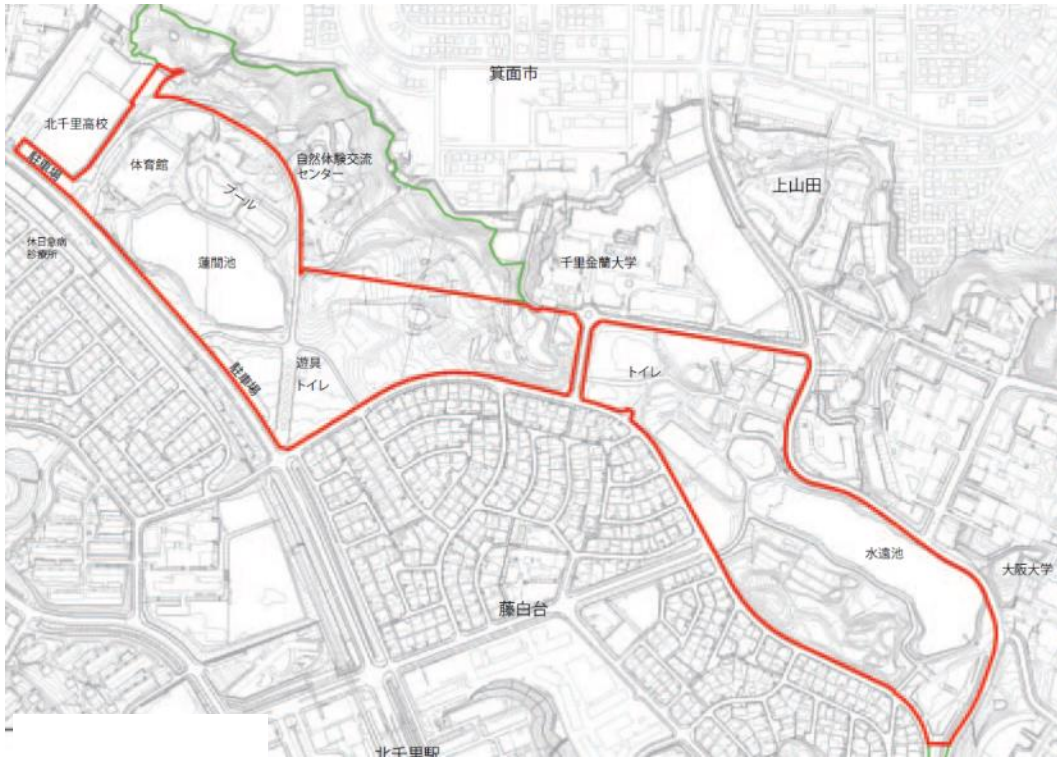 箕面市
北千里高校
体育館
自然体験交流
センター
駐車場
プール
上山田
休日急病
診療所
蓮間池
千里金蘭大学
遊具
トイレ
駐車場
トイレ
水遠池
大阪大学
藤白台
北千里駅